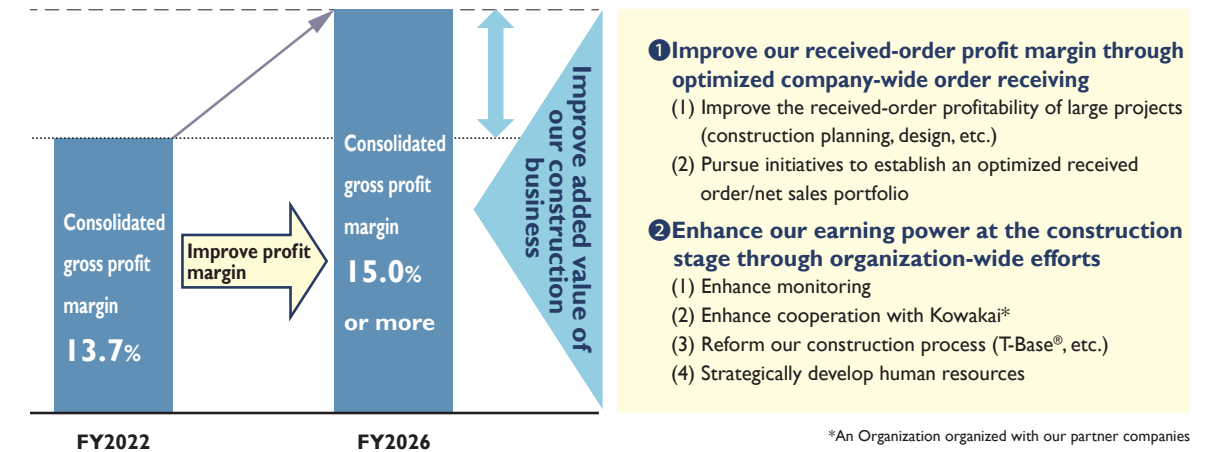 Consolidated
gross profit
margin
13.7%
FY2022
Improve profit
margin
Consolidated
gross profit
margin
15.0%
or more
FY2026
Improve added value of
our construction
business
❶Improve our received-order profit margin through
optimized company-wide order receiving
(1) Improve the received-order profitability of large projects
(construction planning, design, etc.)
(2) Pursue initiatives to establish an optimized received
order/net sales portfolio
❷Enhance our earning power at the construction
stage through organization-wide efforts
(1) Enhance monitoring
(2) Enhance cooperation with Kowakai*
(3) Reform our construction process (T-Base®, etc.)
(4) Strategically develop human resources
*An Organization organized with our partner companies